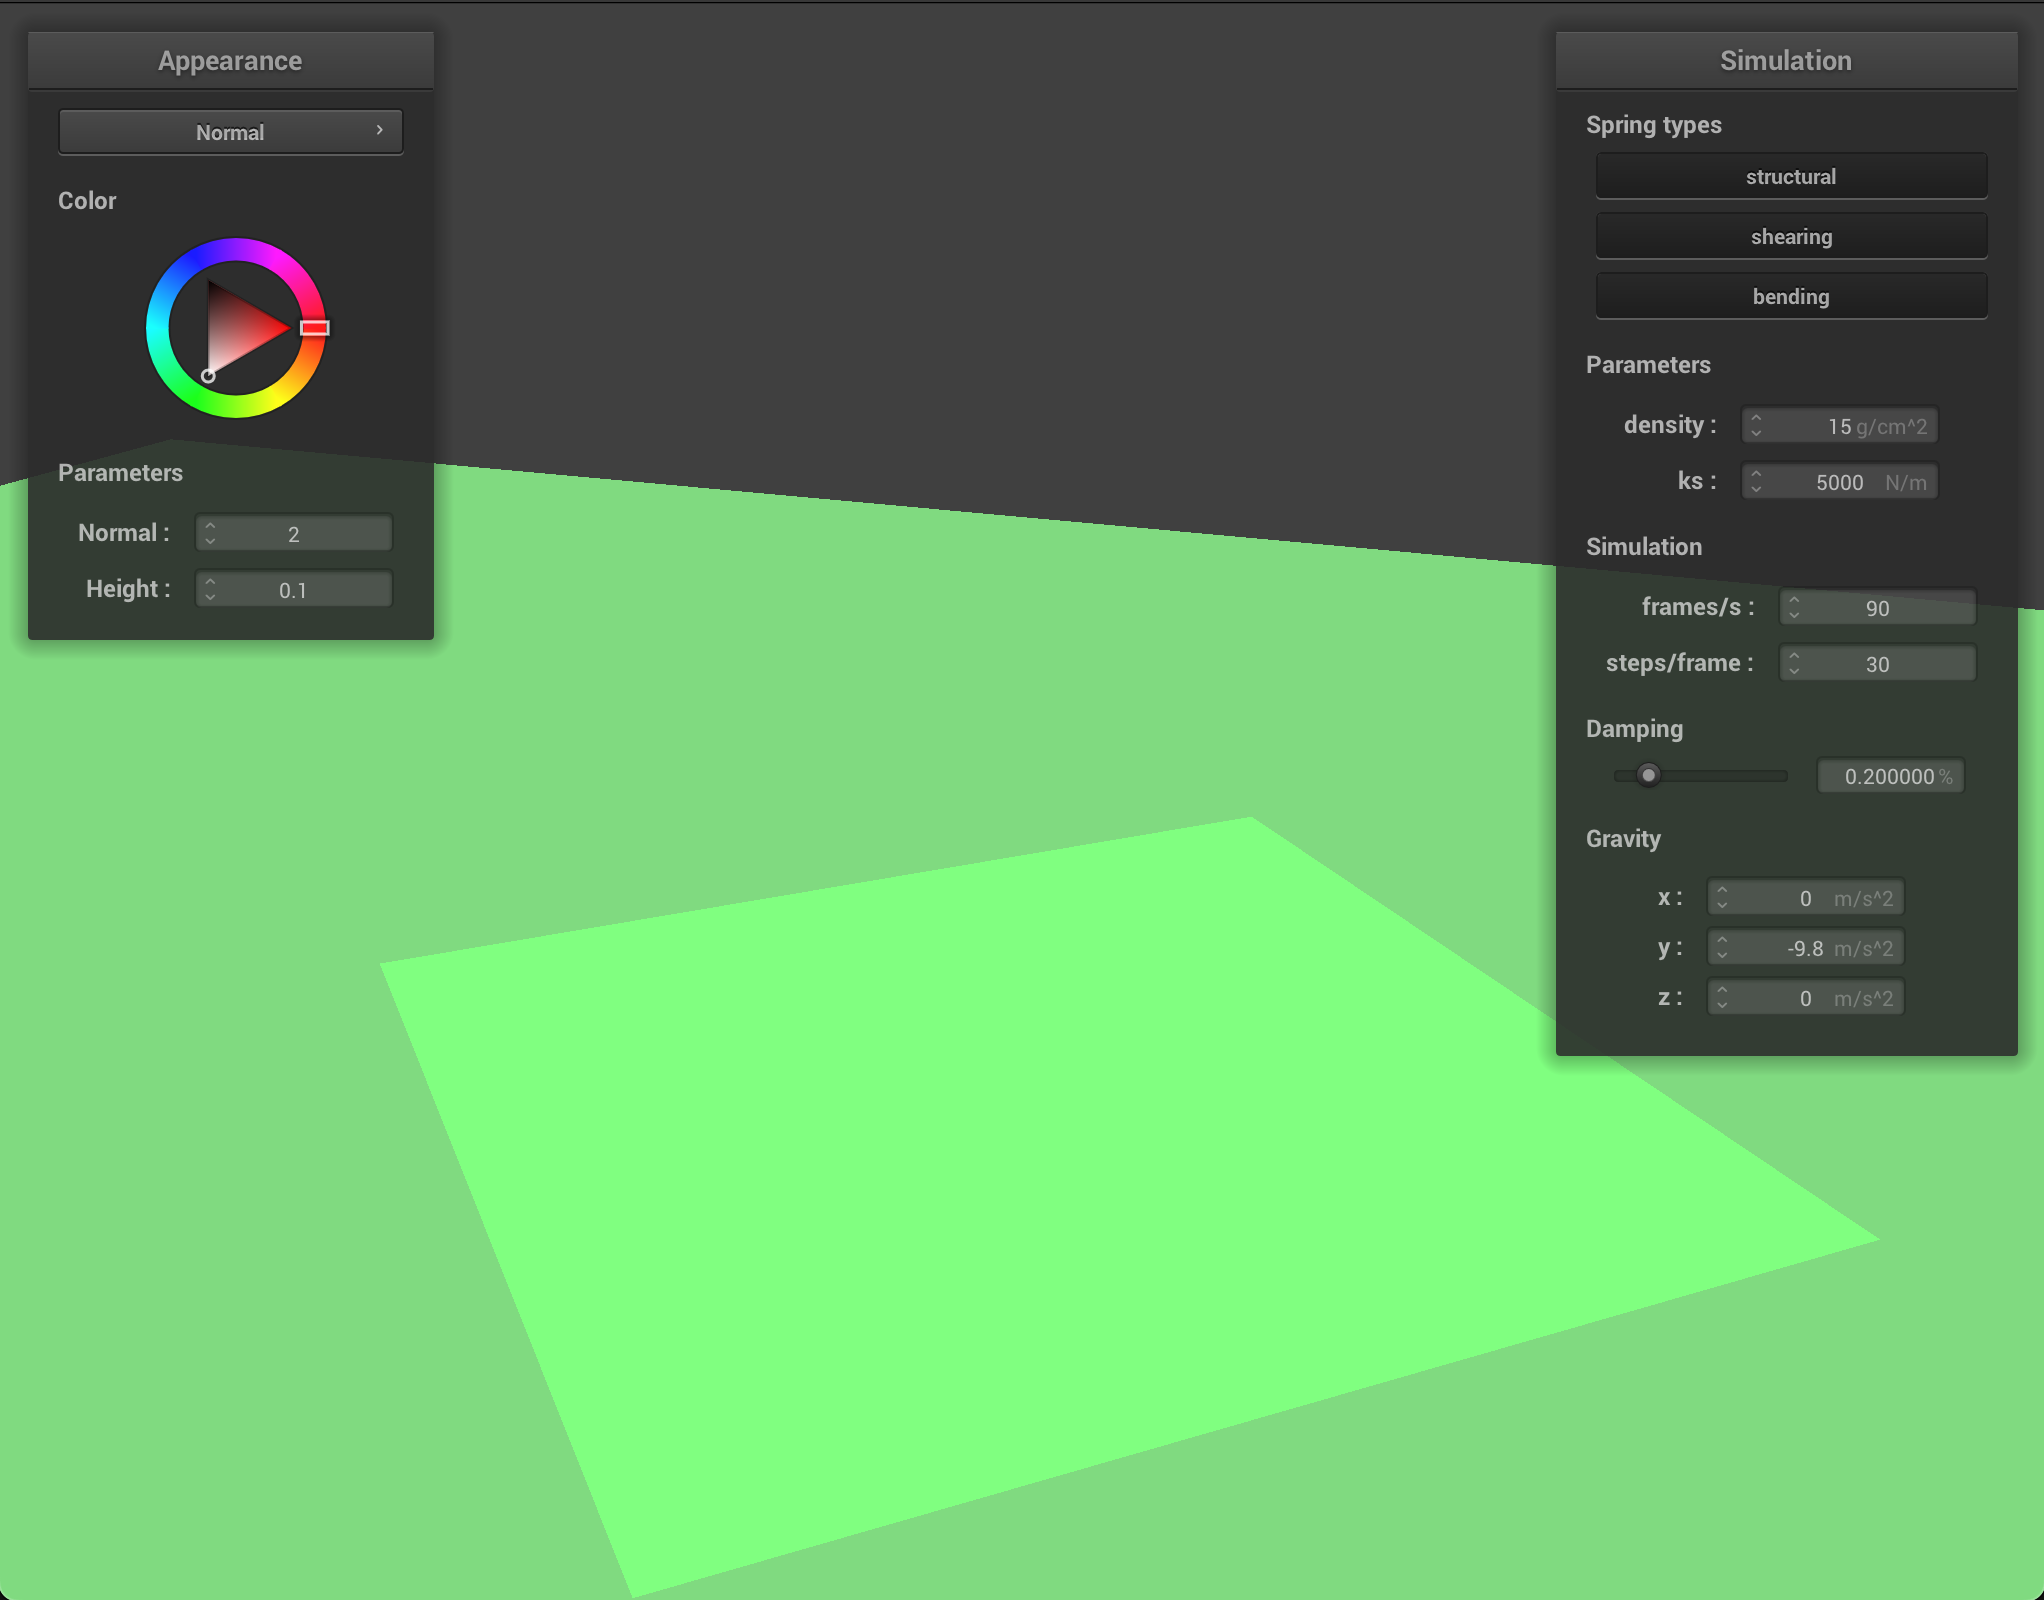 Appearance
Normal
Color
Parameters
Normal : 2
Height : 0.1
Simulation
Spring types
structural
shearing
bending
Parameters
density : 15 g/cm^2
ks : 5000 N/m
Simulation
frames/s : 90
steps/frame : 30
Damping
0.200000 %
Gravity
x : 0 m/s^2
y : -9.8 m/s^2
z : 0 m/s^2